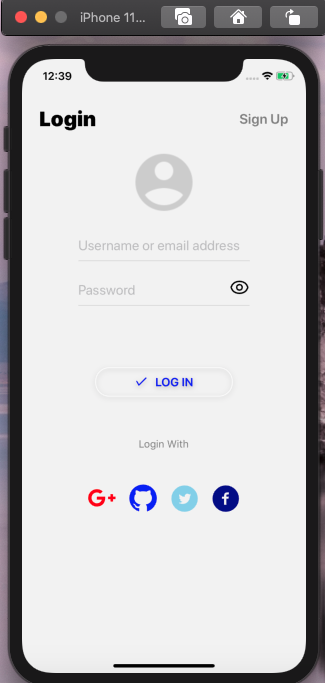 iPhone 11...
12:39
Login Sign Up
Username or email address
Password
LOG IN
Login With
G+
f